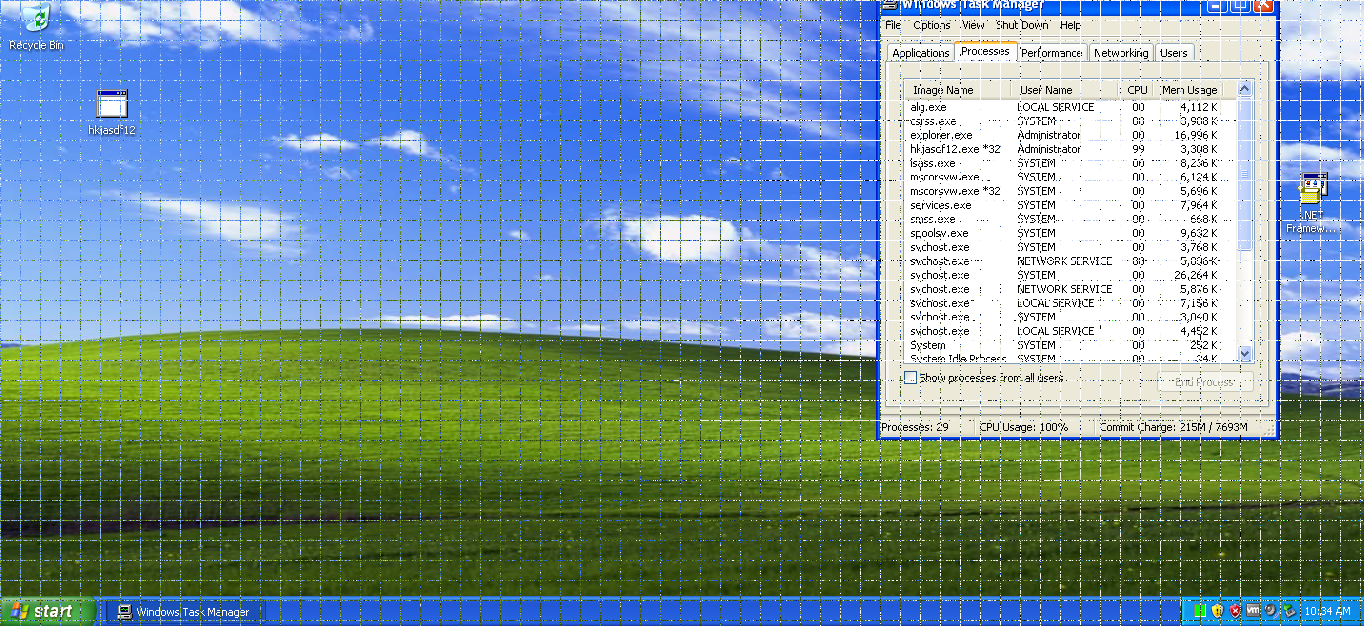 Recycle Bin
hkjasdf12
Windows Task Manager
File Options View Shut Down Help
Applications Processes Performance Networking Users
Image Name User Name CPU Mem Usage
alg.exe LOCAL SERVICE 00 4,112 K
csrss.exe SYSTEM 00 3,908 K
explorer.exe Administrator 00 16,996 K
hkjasdf12.exe *32 Administrator 99 3,308 K
lsass.exe SYSTEM 00 8,236 K
mscorsvw.exe SYSTEM 00 6,124 K
mscorsvw.exe *32 SYSTEM 00 5,696 K
services.exe SYSTEM 00 7,964 K
smss.exe SYSTEM 00 668 K
spoolsv.exe SYSTEM 00 9,632 K
svchost.exe SYSTEM 00 3,768 K
svchost.exe NETWORK SERVICE 00
svchost.exe SYSTEM 00 26,264 K
svchost.exe NETWORK SERVICE 00 5,876 K
svchost.exe LOCAL SERVICE 00 7,156 K
svchost.exe SYSTEM 00 3,040 K
svchost.exe LOCAL SERVICE 00 4,452 K
System SYSTEM 00 252 K
System Idle Process SYSTEM 00
Show processes from all users
End Process
Processes: 29 CPU Usage: 100% Commit Charge: 215M / 7693M
.NET
Framew...
start Windows Task Manager vm 10:34 AM